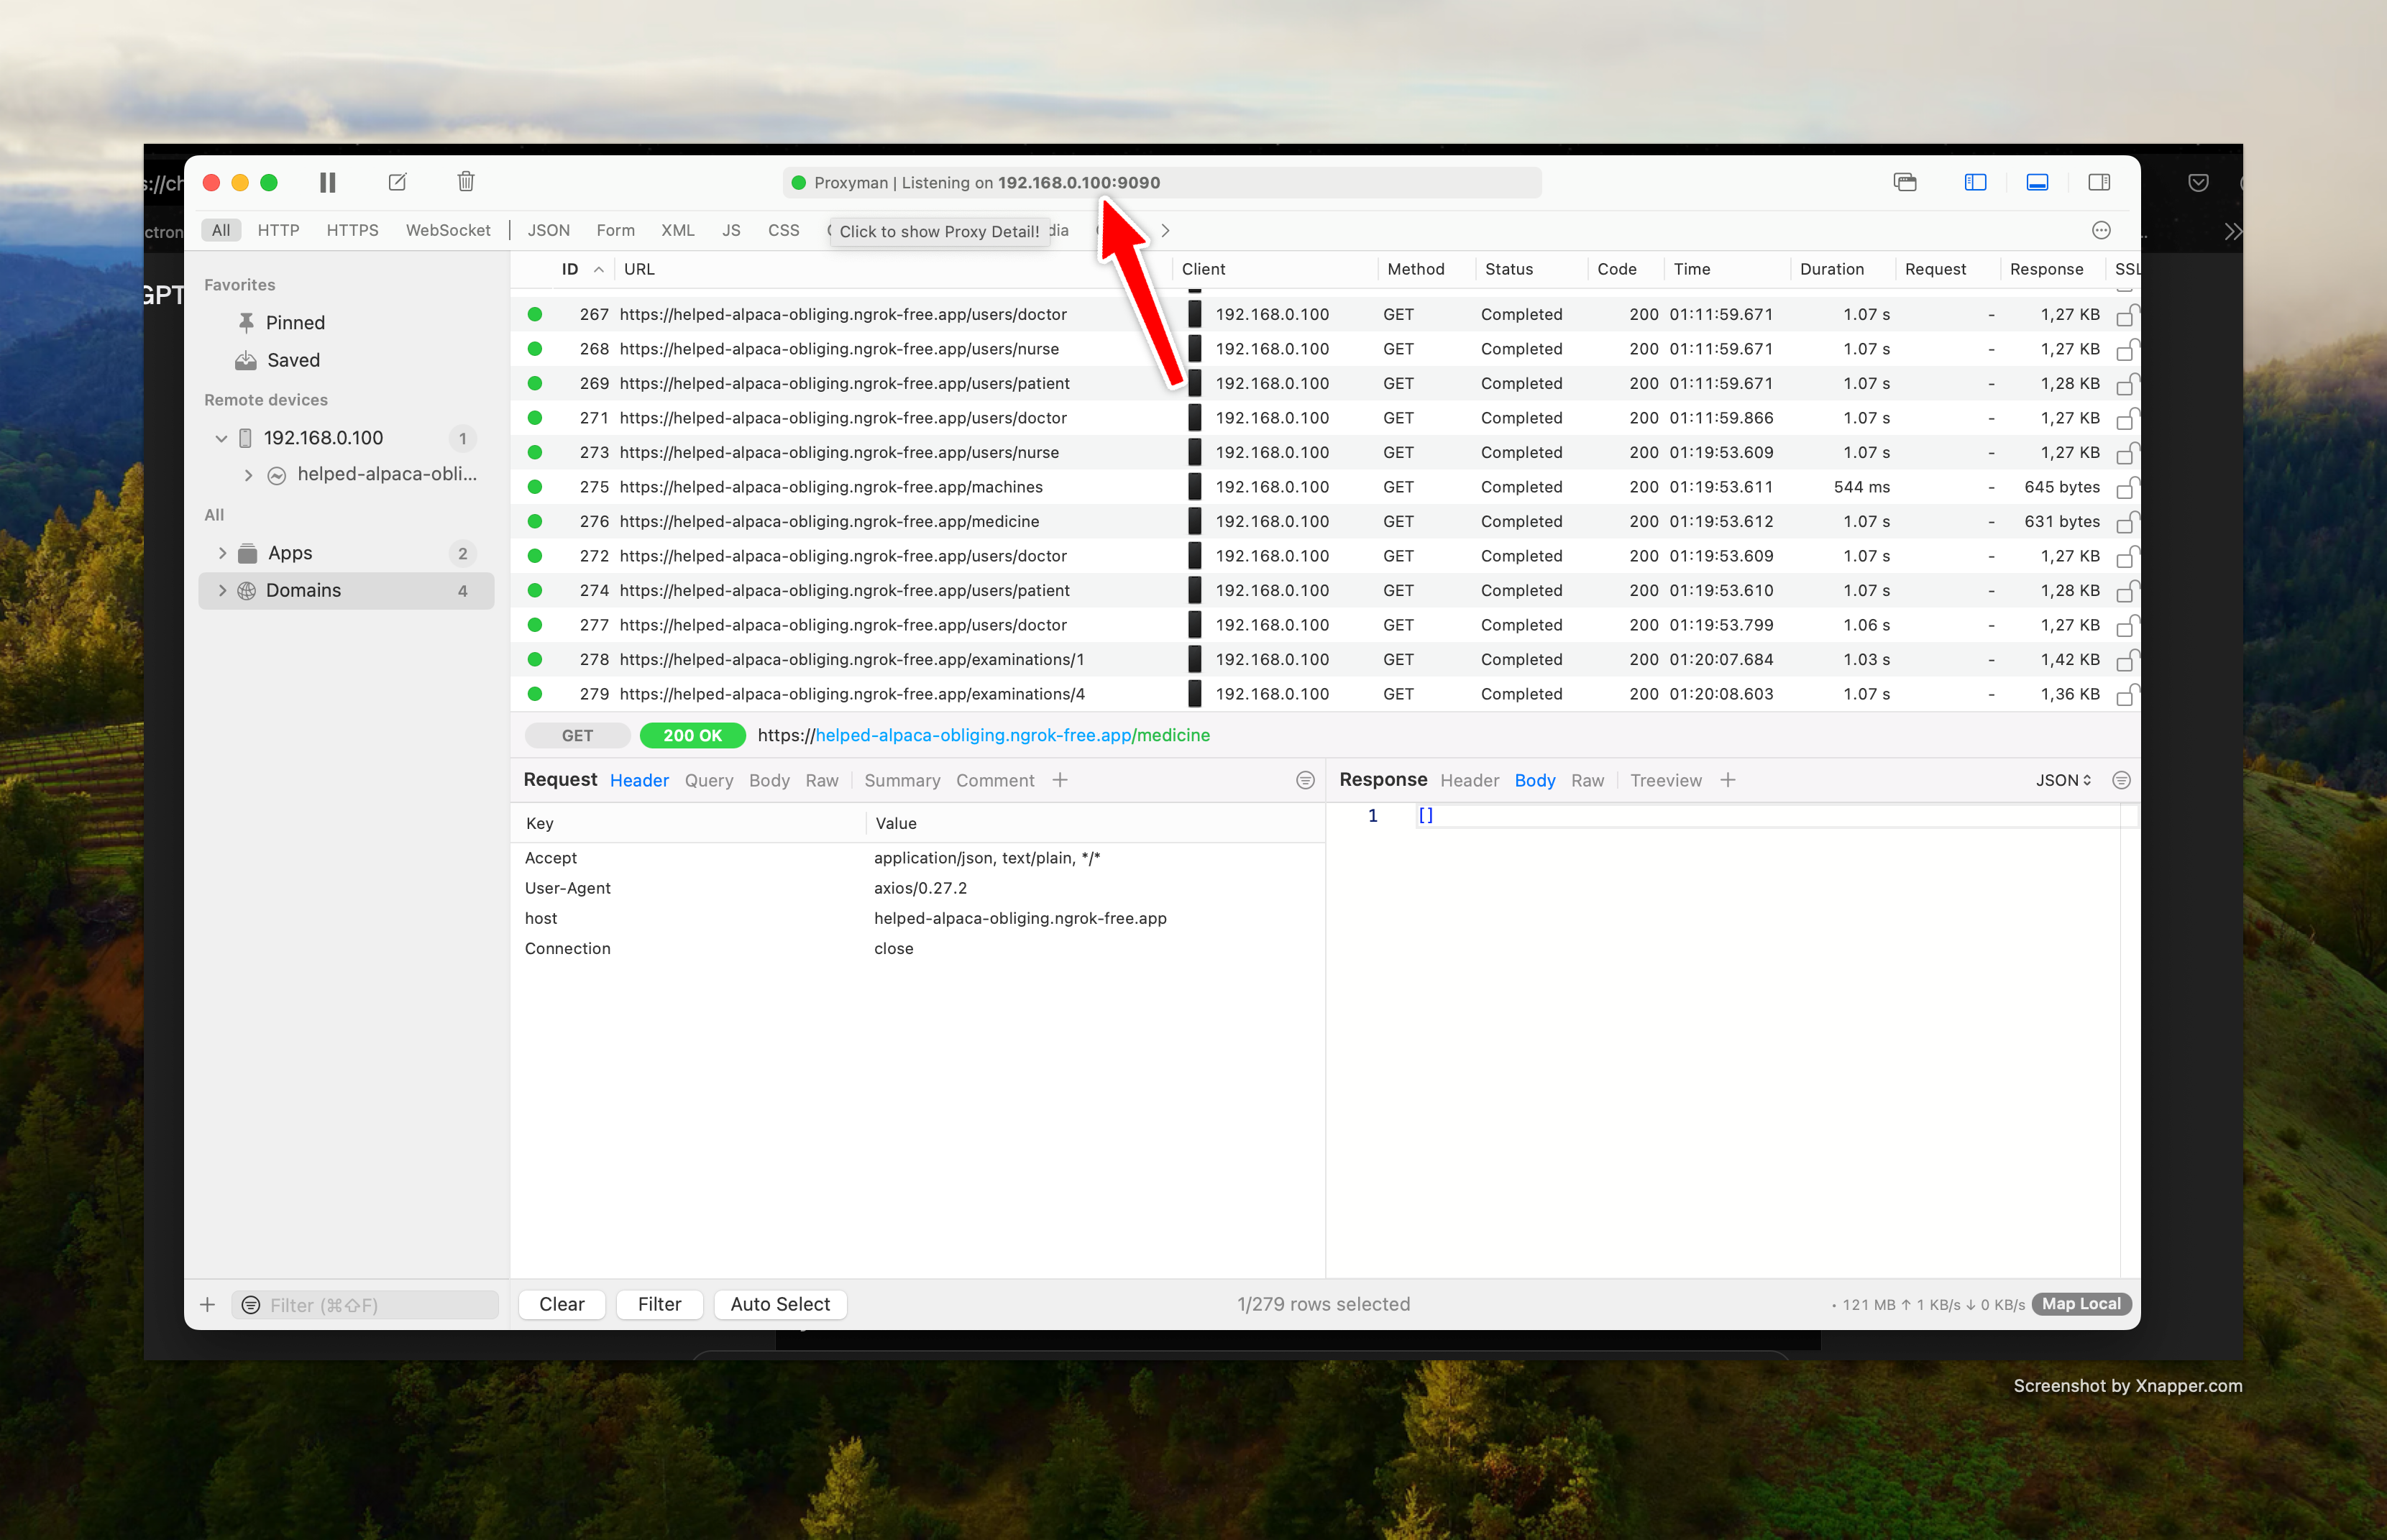 s://ch
Proxyman | Listening on 192.168.0.100:9090
ctron
All HTTP HTTPS WebSocket JSON Form XML JS CSS Click to show Proxy Detail! dia
GPT
Favorites
Pinned
Saved
Remote devices
192.168.0.100 1
helped-alpaca-obli...
All
Apps 2
Domains 4
ID URL Client Method Status Code Time Duration Request Response SSL
267 https://helped-alpaca-obliging.ngrok-free.app/users/doctor 192.168.0.100 GET Completed 200 01:11:59.671 1.07 s - 1,27 KB
268 https://helped-alpaca-obliging.ngrok-free.app/users/nurse 192.168.0.100 GET Completed 200 01:11:59.671 1.07 s - 1,27 KB
269 https://helped-alpaca-obliging.ngrok-free.app/users/patient 192.168.0.100 GET Completed 200 01:11:59.671 1.07 s - 1,28 KB
271 https://helped-alpaca-obliging.ngrok-free.app/users/doctor 192.168.0.100 GET Completed 200 01:11:59.866 1.07 s - 1,27 KB
273 https://helped-alpaca-obliging.ngrok-free.app/users/nurse 192.168.0.100 GET Completed 200 01:19:53.609 1.07 s - 1,27 KB
275 https://helped-alpaca-obliging.ngrok-free.app/machines 192.168.0.100 GET Completed 200 01:19:53.611 544 ms - 645 bytes
276 https://helped-alpaca-obliging.ngrok-free.app/medicine 192.168.0.100 GET Completed 200 01:19:53.612 1.07 s - 631 bytes
272 https://helped-alpaca-obliging.ngrok-free.app/users/doctor 192.168.0.100 GET Completed 200 01:19:53.609 1.07 s - 1,27 KB
274 https://helped-alpaca-obliging.ngrok-free.app/users/patient 192.168.0.100 GET Completed 200 01:19:53.610 1.07 s - 1,28 KB
277 https://helped-alpaca-obliging.ngrok-free.app/users/doctor 192.168.0.100 GET Completed 200 01:19:53.799 1.06 s - 1,27 KB
278 https://helped-alpaca-obliging.ngrok-free.app/examinations/1 192.168.0.100 GET Completed 200 01:20:07.684 1.03 s - 1,42 KB
279 https://helped-alpaca-obliging.ngrok-free.app/examinations/4 192.168.0.100 GET Completed 200 01:20:08.603 1.07 s - 1,36 KB
GET 200 OK https://helped-alpaca-obliging.ngrok-free.app/medicine
Request Header Query Body Raw Summary Comment +
Key Value
Accept application/json, text/plain, */*
User-Agent axios/0.27.2
host helped-alpaca-obliging.ngrok-free.app
Connection close
Response Header Body Raw Treeview + JSON
1 []
+ Filter (⌘⇧F)
Clear Filter Auto Select 1/279 rows selected • 121 MB ↑ 1 KB/s ↓ 0 KB/s Map Local
Screenshot by Xnapper.com